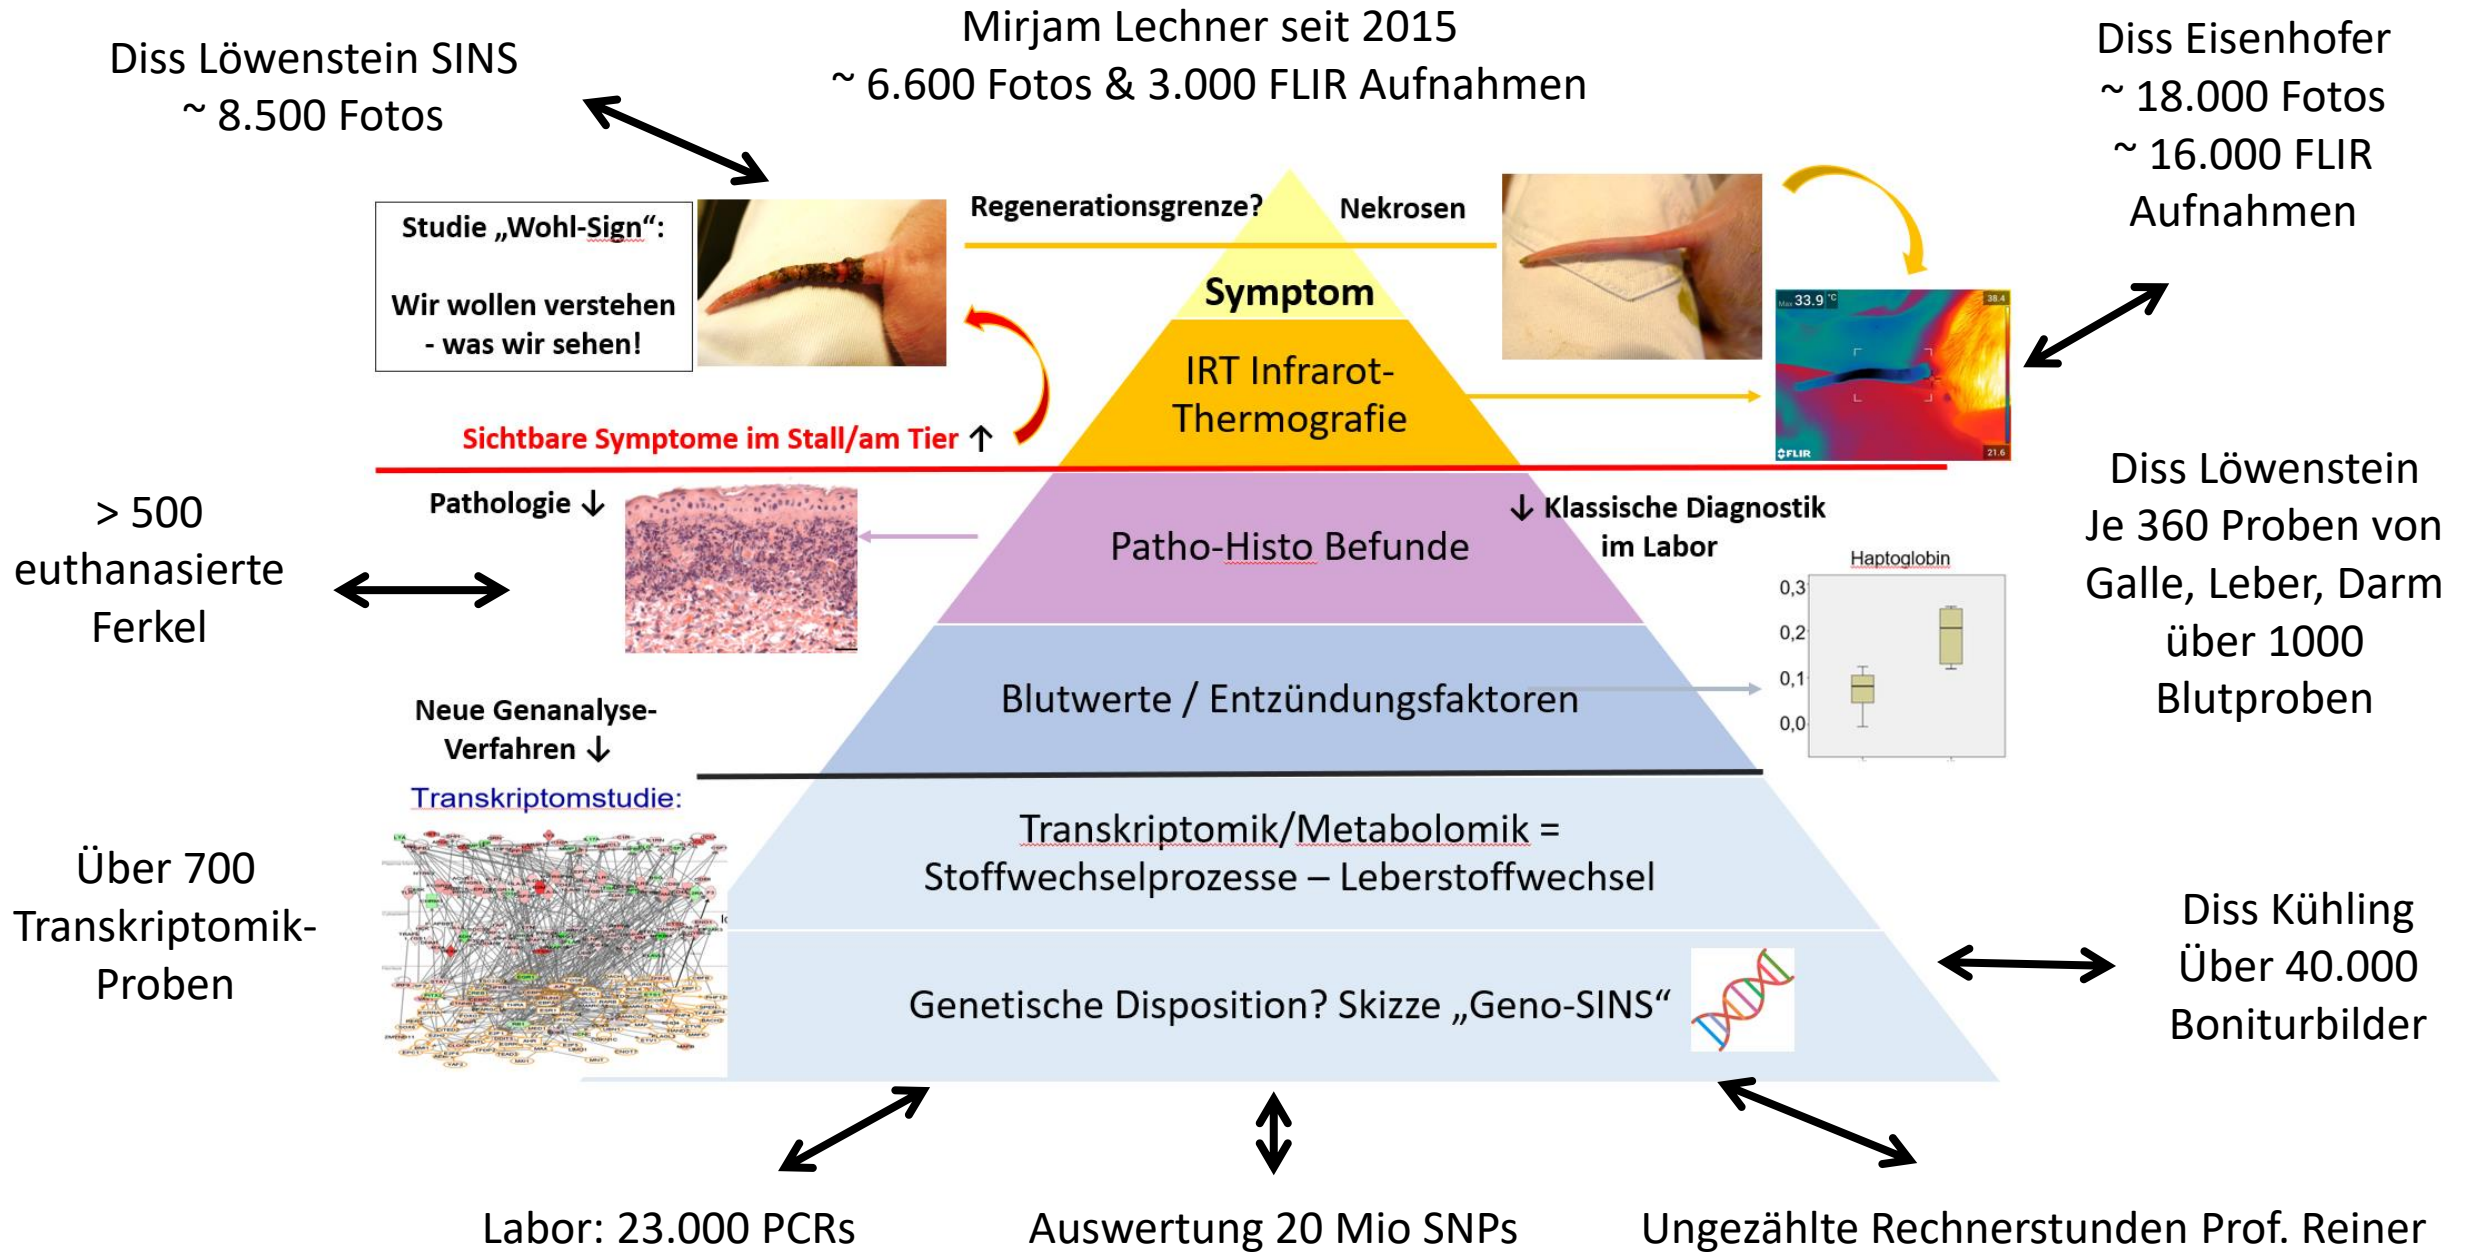 Mirjam Lechner seit 2015
~ 6.600 Fotos & 3.000 FLIR Aufnahmen
Diss Löwenstein SINS
~ 8.500 Fotos
Diss Eisenhofer
~ 18.000 Fotos
~ 16.000 FLIR
Aufnahmen
Studie „Wohl-Sign“:
Wir wollen verstehen
- was wir sehen!
Regenerationsgrenze?
Nekrosen
Symptom
IRT Infrarot-
Thermografie
Max 33.9 °C
38.4
21.6
FLIR
Sichtbare Symptome im Stall/am Tier ↑
Pathologie ↓
↓ Klassische Diagnostik
im Labor
Patho-Histo Befunde
> 500
euthanasierte
Ferkel
Diss Löwenstein
Je 360 Proben von
Galle, Leber, Darm
über 1000
Blutproben
Haptoglobin
0,3
0,2
0,1
0,0
Blutwerte / Entzündungsfaktoren
Neue Genanalyse-
Verfahren ↓
Transkriptomstudie:
Transkriptomik/Metabolomik =
Stoffwechselprozesse – Leberstoffwechsel
Über 700
Transkriptomik-
Proben
Genetische Disposition? Skizze „Geno-SINS“
Diss Kühling
Über 40.000
Boniturbilder
Labor: 23.000 PCRs
Auswertung 20 Mio SNPs
Ungezählte Rechnerstunden Prof. Reiner